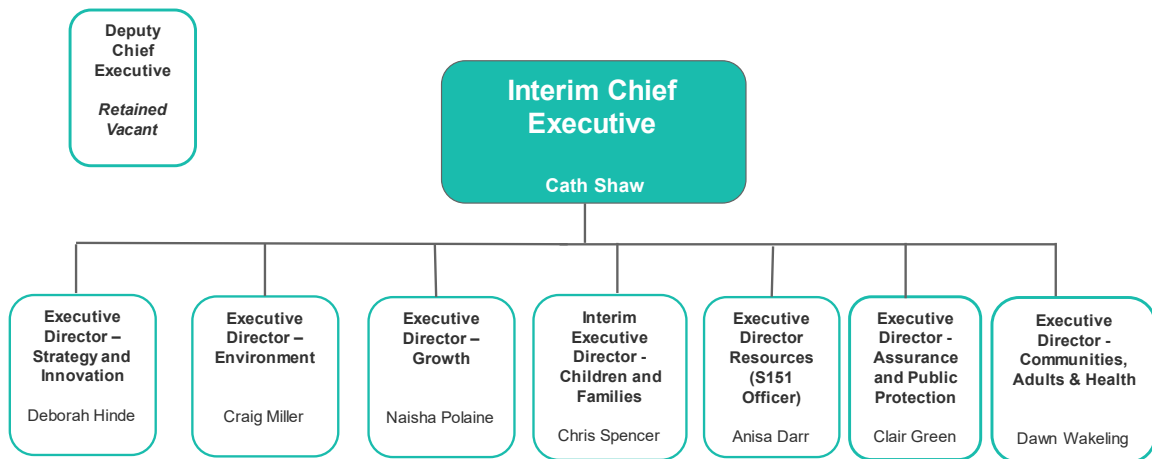 Deputy
Chief
Executive
Retained
Vacant
Interim Chief
Executive
Cath Shaw
Executive
Director –
Strategy and
Innovation
Deborah Hinde
Executive
Director –
Environment
Craig Miller
Executive
Director –
Growth
Naisha Polaine
Interim
Executive
Director -
Children and
Families
Chris Spencer
Executive
Director
Resources
(S151
Officer)
Anisa Darr
Executive
Director -
Assurance
and Public
Protection
Clair Green
Executive
Director -
Communities,
Adults & Health
Dawn Wakeling